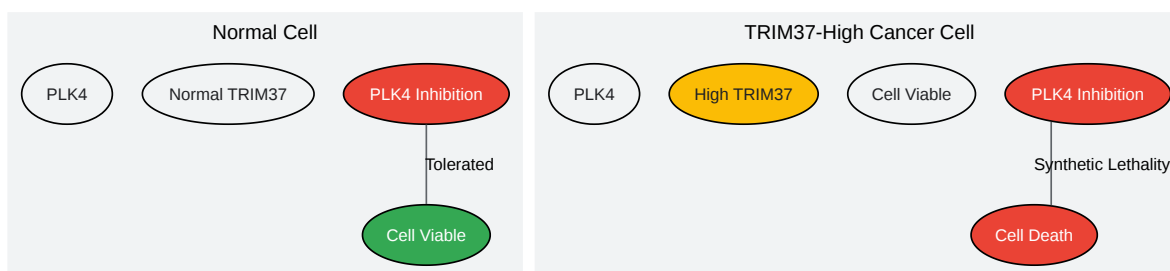 Normal Cell
PLK4
Normal TRIM37
PLK4 Inhibition
Tolerated
Cell Viable
TRIM37-High Cancer Cell
PLK4
High TRIM37
Cell Viable
PLK4 Inhibition
Synthetic Lethality
Cell Death